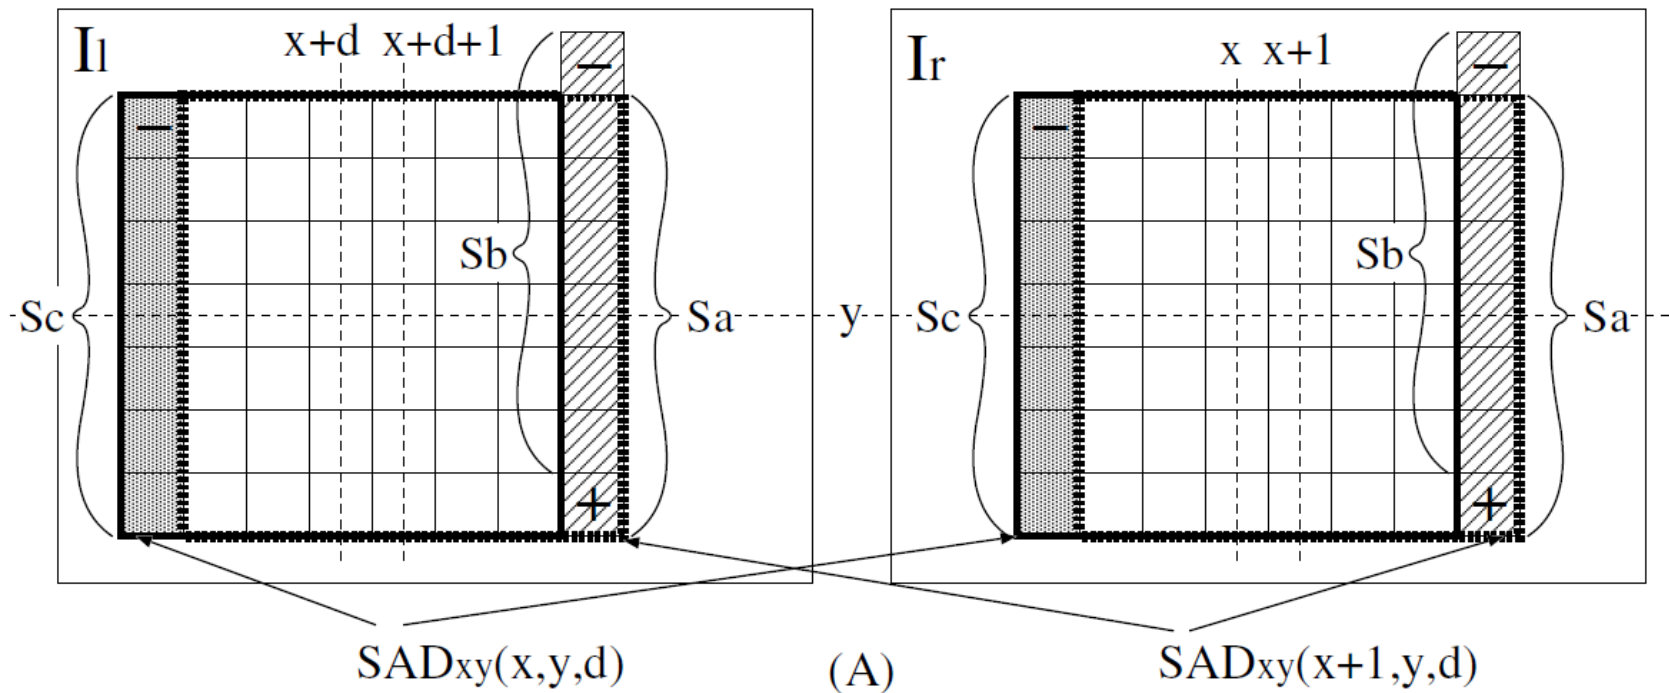 Il x+d x+d+1 − Ir x x+1 −
− −
Sb Sb
Sc Sa y Sc Sa
+ +
SADxy(x,y,d) (A) SADxy(x+1,y,d)